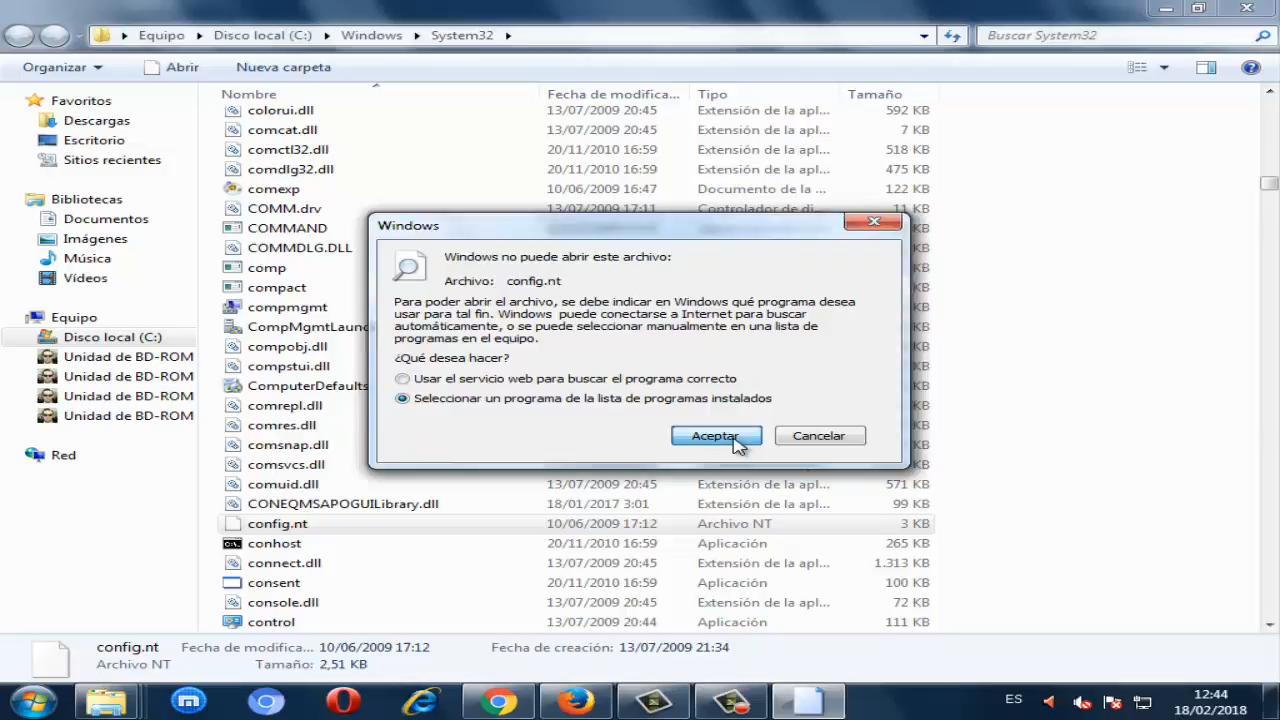 Equipo ▸ Disco local (C:) ▸ Windows ▸ System32 ▸
Buscar System32
Organizar
Abrir
Nueva carpeta
Nombre
Fecha de modifica...
Tipo
Tamaño
Favoritos
Descargas
Escritorio
Sitios recientes
Bibliotecas
Documentos
Imágenes
Música
Vídeos
Equipo
Disco local (C:)
Unidad de BD-ROM
Unidad de BD-ROM
Unidad de BD-ROM
Unidad de BD-ROM
Red
colorui.dll 13/07/2009 20:45 Extensión de la apl... 592 KB
comcat.dll 13/07/2009 20:45 Extensión de la apl... 7 KB
comctl32.dll 20/11/2010 16:59 Extensión de la apl... 518 KB
comdlg32.dll 20/11/2010 16:59 Extensión de la apl... 475 KB
comexp 10/06/2009 16:47 Documento de la ... 122 KB
COMM.drv 13/07/2009 17:11 Controlador de di... 11 KB
COMMAND KB
COMMDLG.DLL KB
comp KB
compact KB
compmgmt KB
CompMgmtLaun KB
compobj.dll KB
compstui.dll KB
ComputerDefaults KB
comrepl.dll KB
comres.dll KB
comsnap.dll KB
comsvcs.dll KB
comuid.dll 13/07/2009 20:45 Extensión de la apl... 571 KB
CONEQMSAPOGUILibrary.dll 18/01/2017 3:01 Extensión de la apl... 99 KB
config.nt 10/06/2009 17:12 Archivo NT 3 KB
conhost 20/11/2010 16:59 Aplicación 265 KB
connect.dll 13/07/2009 20:45 Extensión de la apl... 1.313 KB
consent 20/11/2010 16:59 Aplicación 100 KB
console.dll 13/07/2009 20:45 Extensión de la apl... 72 KB
control 13/07/2009 20:44 Aplicación 111 KB
Windows
Windows no puede abrir este archivo:
Archivo: config.nt
Para poder abrir el archivo, se debe indicar en Windows qué programa desea
usar para tal fin. Windows puede conectarse a Internet para buscar
automáticamente, o se puede seleccionar manualmente en una lista de
programas en el equipo.
¿Qué desea hacer?
Usar el servicio web para buscar el programa correcto
Seleccionar un programa de la lista de programas instalados
Aceptar
Cancelar
config.nt Fecha de modifica... 10/06/2009 17:12 Fecha de creación: 13/07/2009 21:34
Archivo NT Tamaño: 2,51 KB
ES
12:44
18/02/2018